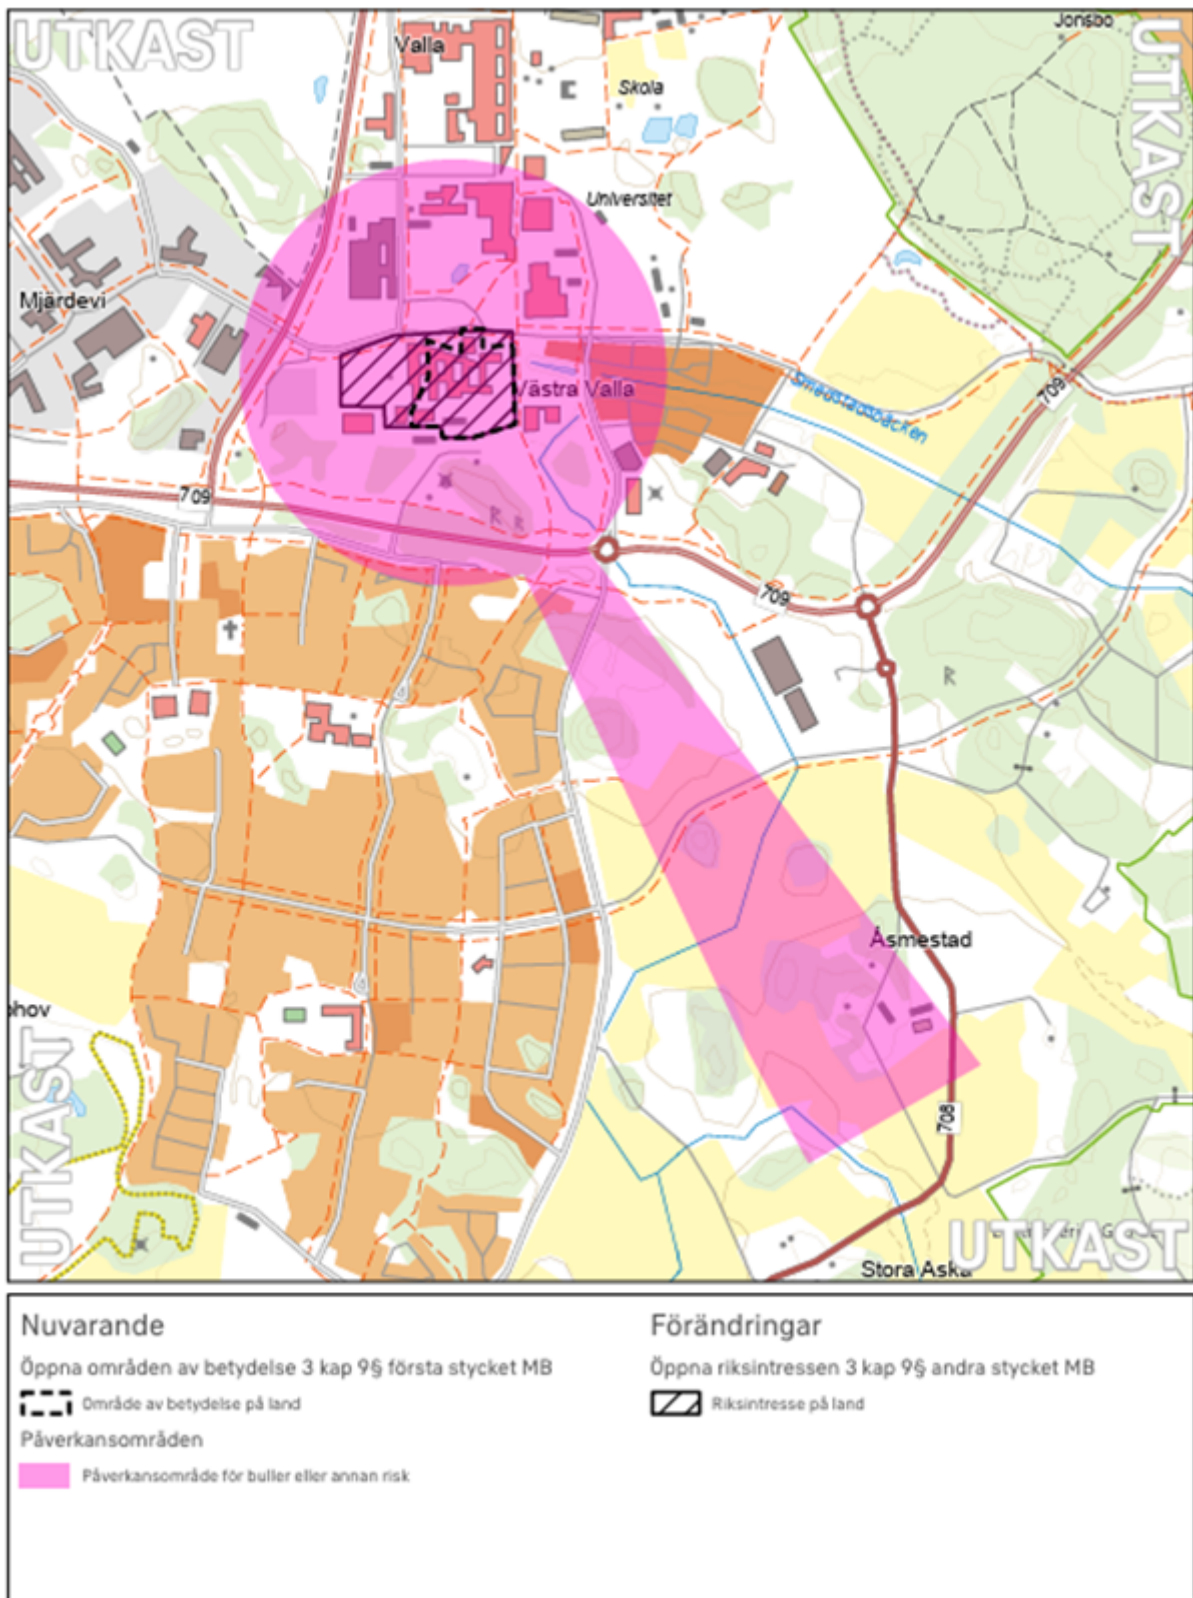 UTKAST
UTKAST
Jonsbo
Valla
Skola
Universitet
Mjärdevi
Västra Valla
Smedstadsbäcken
709
709
709
Åsmestad
708
UTKAST
UTKAST
Stora Aska
Nuvarande
Öppna områden av betydelse 3 kap 9§ första stycket MB
Område av betydelse på land
Påverkansområden
Påverkansområde för buller eller annan risk
Förändringar
Öppna riksintressen 3 kap 9§ andra stycket MB
Riksintresse på land